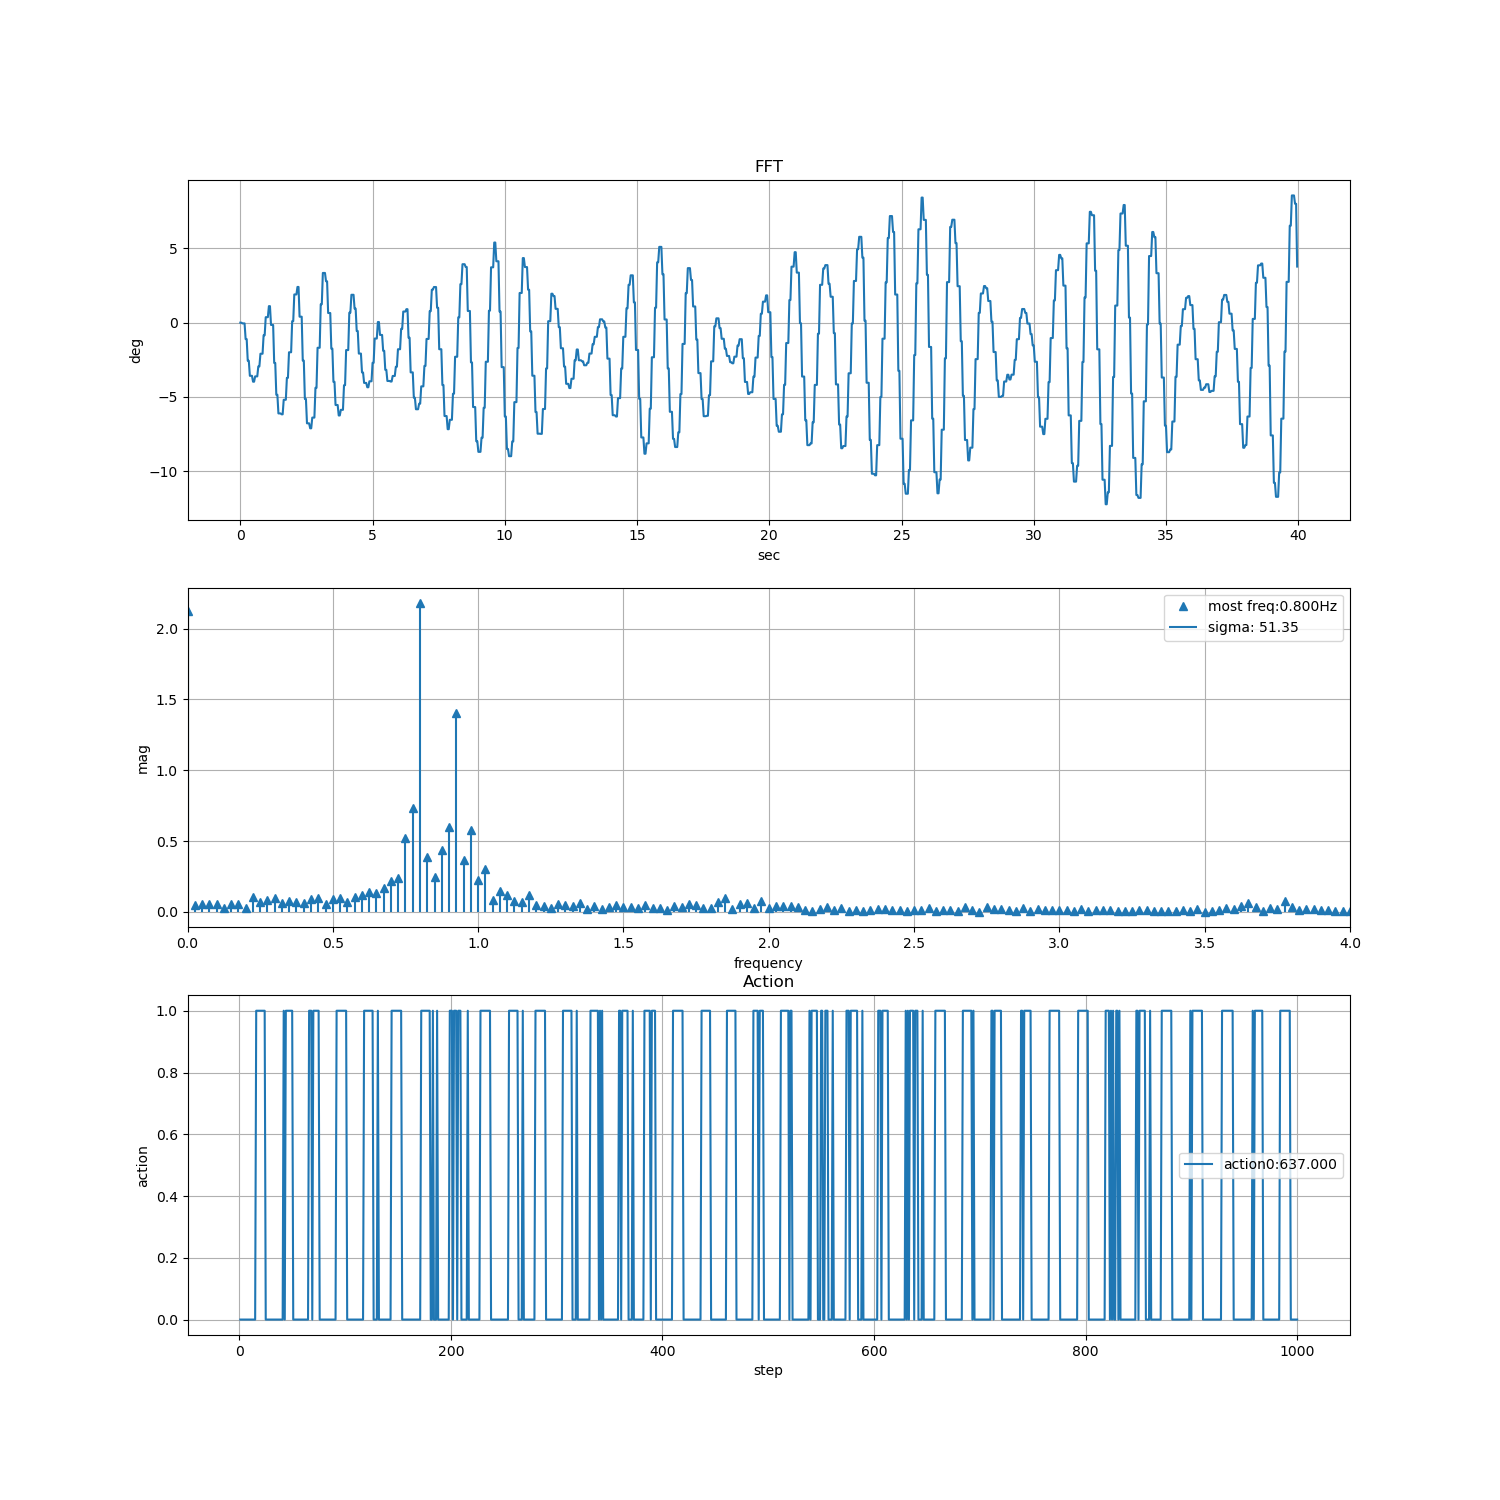 FFT
5
0
−5
−10
deg
0 5 10 15 20 25 30 35 40
sec
most freq:0.800Hz
sigma: 51.35
2.0
1.5
1.0
0.5
0.0
mag
0.0 0.5 1.0 1.5 2.0 2.5 3.0 3.5 4.0
frequency
Action
1.0
0.8
0.6
0.4
0.2
0.0
action
action0:637.000
0 200 400 600 800 1000
step